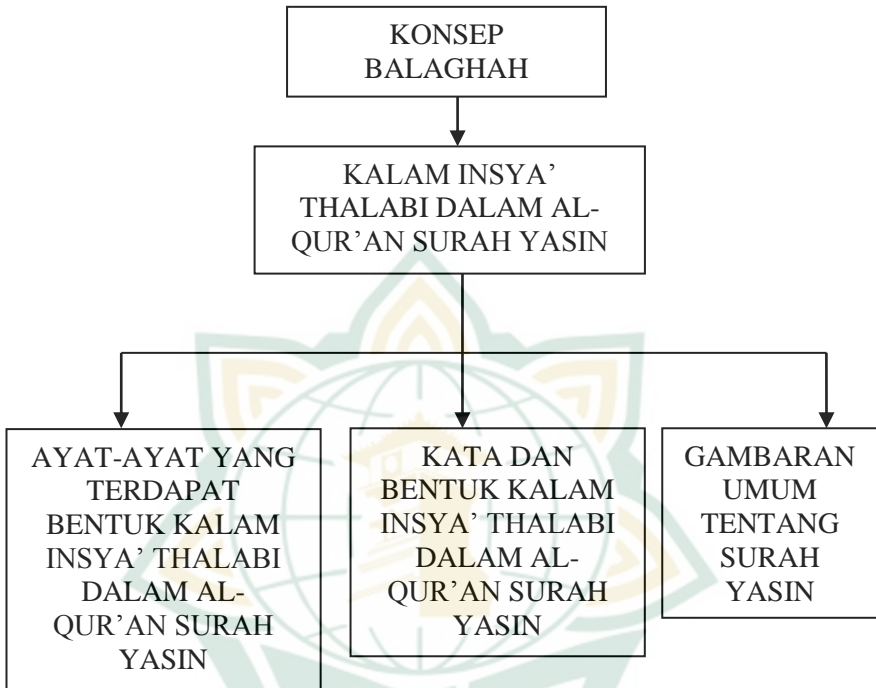 KONSEP
BALAGHAH
KALAM INSYA’
THALABI DALAM AL-
QUR’AN SURAH YASIN
AYAT-AYAT YANG
TERDAPAT
BENTUK KALAM
INSYA’ THALABI
DALAM AL-
QUR’AN SURAH
YASIN
KATA DAN
BENTUK KALAM
INSYA’ THALABI
DALAM AL-
QUR’AN SURAH
YASIN
GAMBARAN
UMUM
TENTANG
SURAH
YASIN